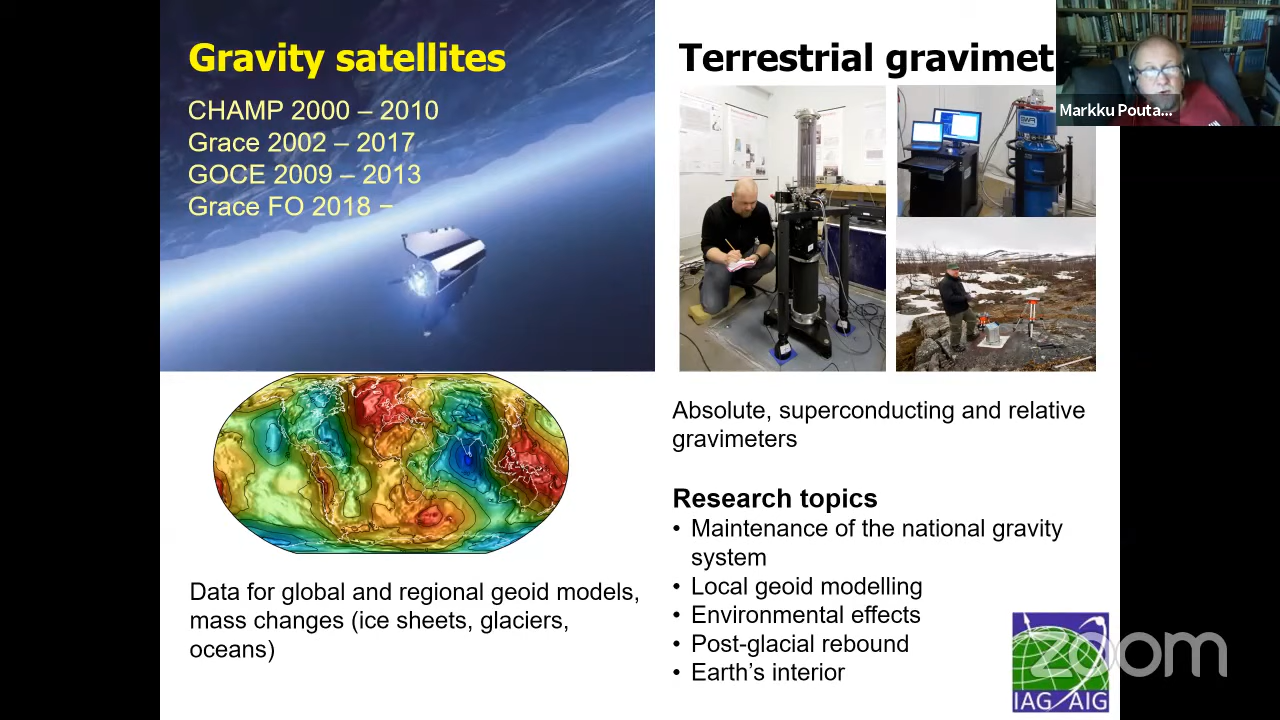 Gravity satellites
CHAMP 2000 – 2010
Grace 2002 – 2017
GOCE 2009 – 2013
Grace FO 2018 –
Data for global and regional geoid models,
mass changes (ice sheets, glaciers,
oceans)
Terrestrial gravimet
Markku Pouta...
Absolute, superconducting and relative
gravimeters
Research topics
• Maintenance of the national gravity
system
• Local geoid modelling
• Environmental effects
• Post-glacial rebound
• Earth's interior
zoom
IAG AIG